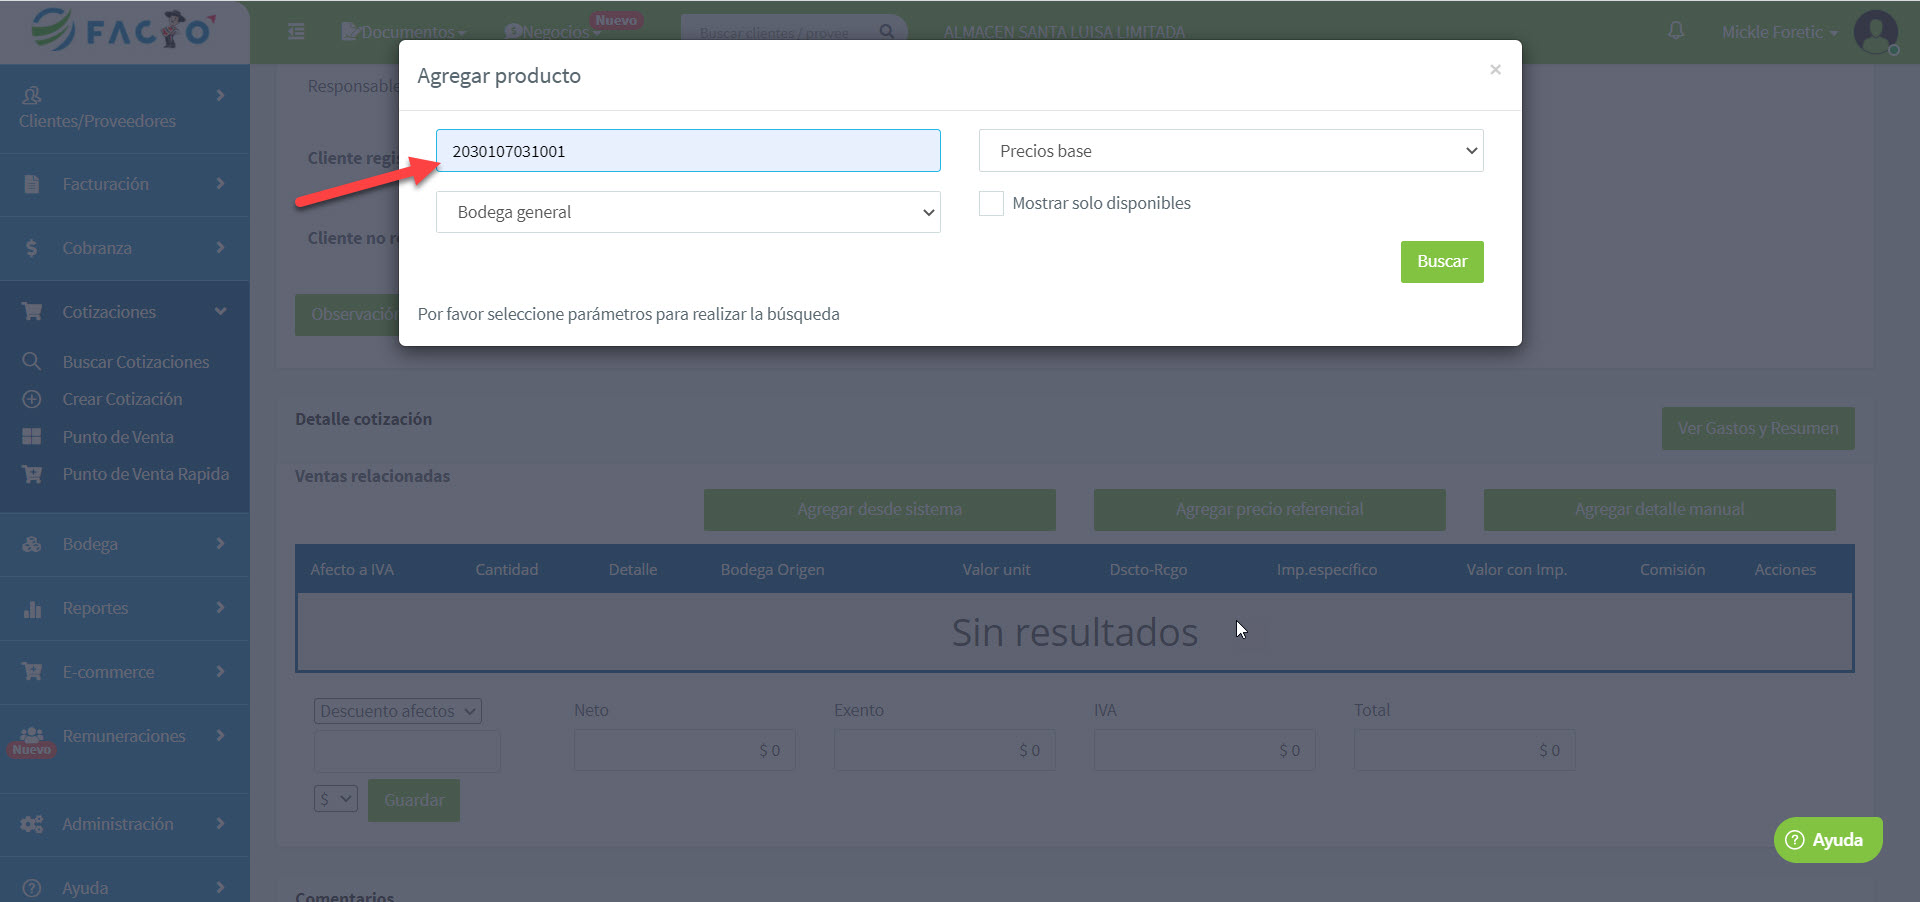 FACTO
Documentos
Negocios
Nuevo
Buscar clientes / provee
ALMACEN SANTA LUISA LIMITADA
Mickle Foretic
Clientes/Proveedores
Facturación
Cobranza
Cotizaciones
Buscar Cotizaciones
Crear Cotización
Punto de Venta
Punto de Venta Rapida
Bodega
Reportes
E-commerce
Remuneraciones
Nuevo
Administración
Ayuda
Responsable
Cliente regi
Cliente no r
Observación
Agregar producto
×
2030107031001
Precios base
Bodega general
Mostrar solo disponibles
Buscar
Por favor seleccione parámetros para realizar la búsqueda
Detalle cotización
Ver Gastos y Resumen
Ventas relacionadas
Agregar desde sistema
Agregar precio referencial
Agregar detalle manual
Afecto a IVA Cantidad Detalle Bodega Origen Valor unit Dscto-Rcgo Imp.específico Valor con Imp. Comisión Acciones
Sin resultados
Descuento afectos
Neto
Exento
IVA
Total
$ 0
$ 0
$ 0
$ 0
$
Guardar
Comentarios
Ayuda